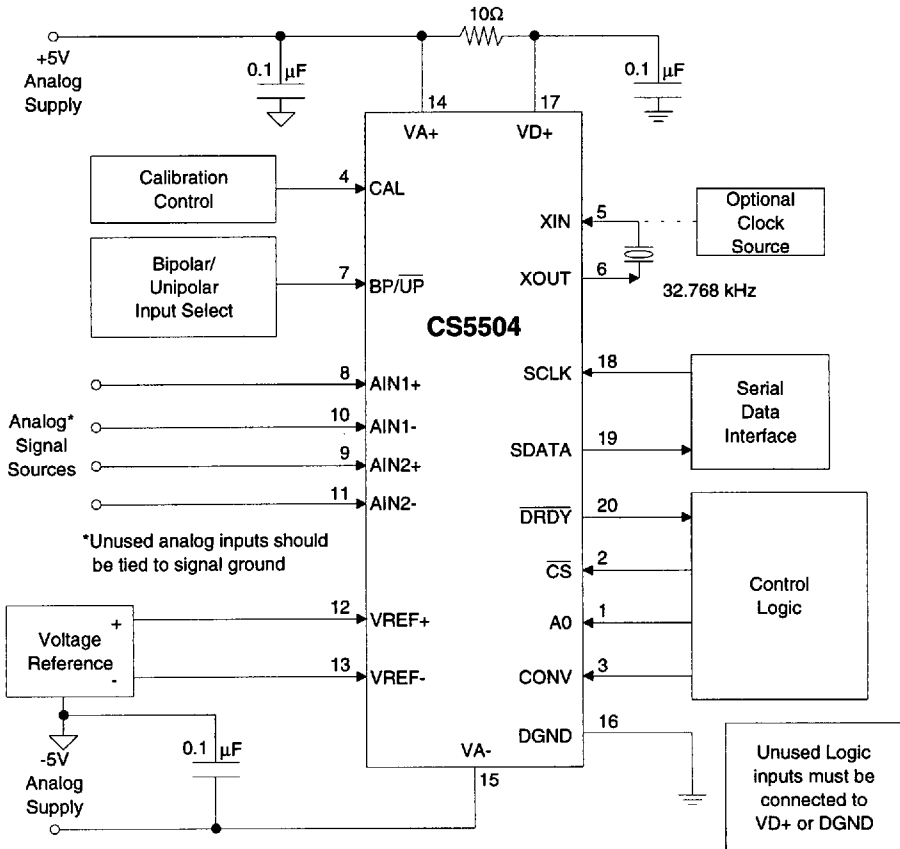 10Ω
+5V
Analog
Supply
0.1 µF
0.1 µF
14
17
VA+
VD+
Calibration
Control
4
CAL
XIN
5
Optional
Clock
Source
Bipolar/
Unipolar
Input Select
7
BP/U̅P̅
XOUT
6
32.768 kHz
CS5504
8
AIN1+
SCLK
18
Serial
Data
Interface
Analog*
Signal
Sources
10
AIN1-
9
AIN2+
SDATA
19
11
AIN2-
D̅R̅D̅Y̅
20
*Unused analog inputs should
be tied to signal ground
C̅S̅
2
Control
Logic
Voltage
Reference
+
-
12
VREF+
A0
1
13
VREF-
CONV
3
DGND
16
-5V
Analog
Supply
0.1 µF
VA-
15
Unused Logic
inputs must be
connected to
VD+ or DGND